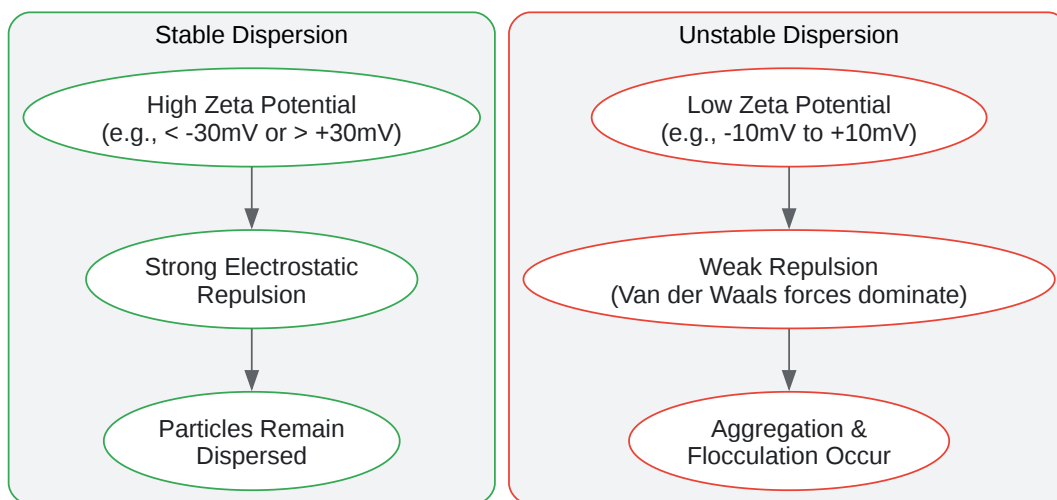 Stable Dispersion
High Zeta Potential
(e.g., < -30mV or > +30mV)
Strong Electrostatic
Repulsion
Particles Remain
Dispersed
Unstable Dispersion
Low Zeta Potential
(e.g., -10mV to +10mV)
Weak Repulsion
(Van der Waals forces dominate)
Aggregation &
Flocculation Occur